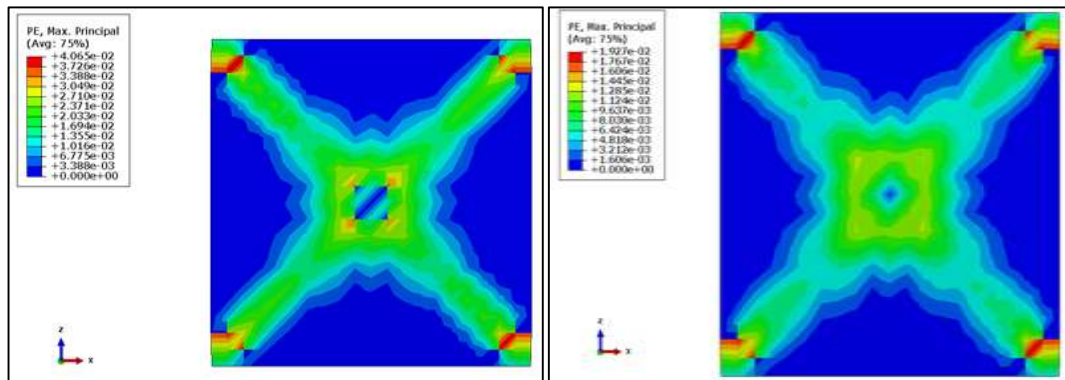 PE, Max. Principal
(Avg: 75%)
+4.065e-02
+3.726e-02
+3.388e-02
+3.049e-02
+2.710e-02
+2.371e-02
+2.033e-02
+1.694e-02
+1.355e-02
+1.016e-02
+6.775e-03
+3.388e-03
+0.000e+00
z
x
PE, Max. Principal
(Avg: 75%)
+1.927e-02
+1.767e-02
+1.606e-02
+1.445e-02
+1.285e-02
+1.124e-02
+9.637e-03
+8.030e-03
+6.424e-03
+4.818e-03
+3.212e-03
+1.606e-03
+0.000e+00
z
x